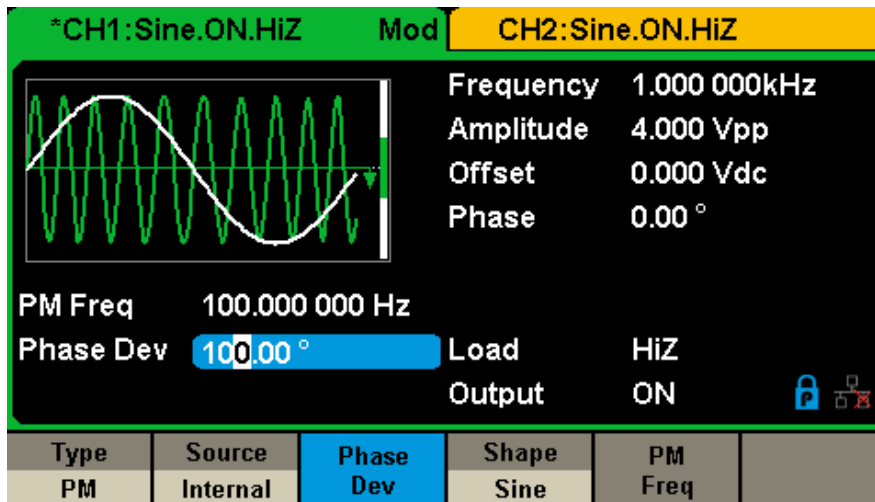 *CH1:Sine.ON.HiZ Mod CH2:Sine.ON.HiZ
Frequency 1.000 000kHz
Amplitude 4.000 Vpp
Offset 0.000 Vdc
Phase 0.00 °
PM Freq 100.000 000 Hz
Phase Dev 100.00 ° Load HiZ
Output ON P
Type Source Phase Dev Shape PM Freq
PM Internal Sine